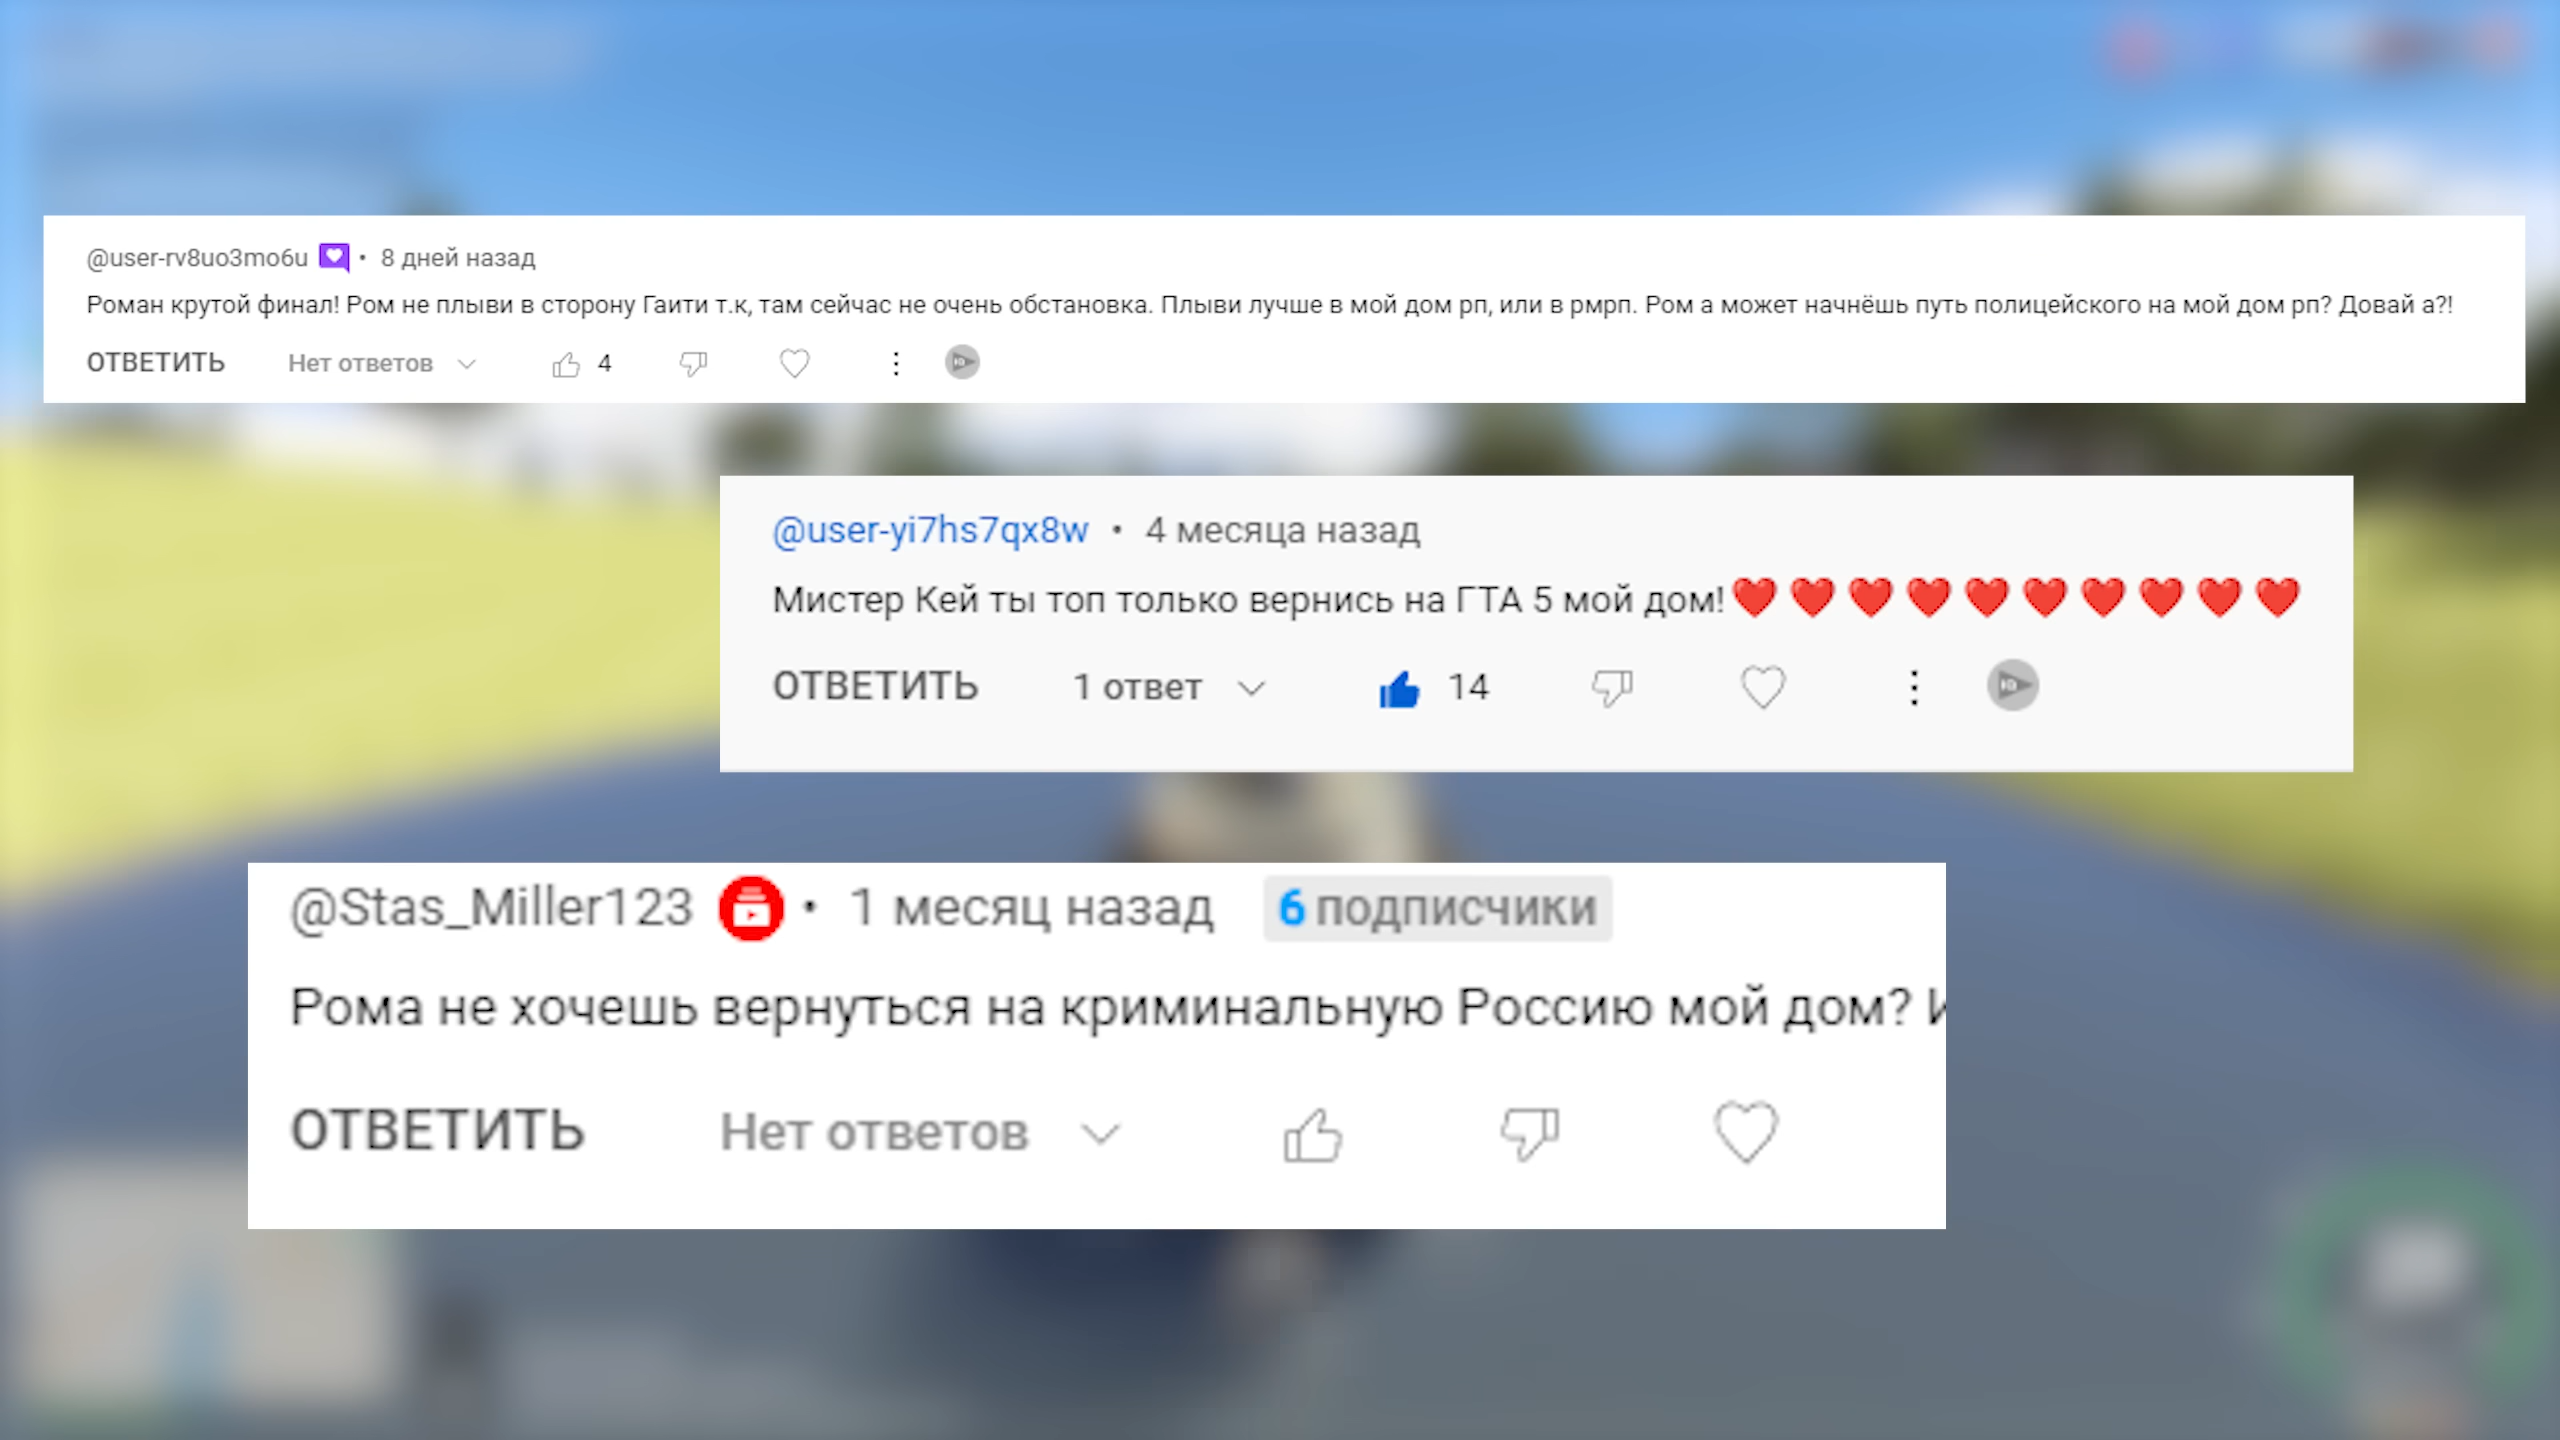 @user-rv8uo3mo6u • 8 дней назад
Роман крутой финал! Ром не плыви в сторону Гаити т.к, там сейчас не очень обстановка. Плыви лучше в мой дом рп, или в рмрп. Ром а может начнёшь путь полицейского на мой дом рп? Довай а?!
ОТВЕТИТЬ Нет ответов 4
@user-yi7hs7qx8w • 4 месяца назад
Мистер Кей ты топ только вернись на ГТА 5 мой дом!❤️❤️❤️❤️❤️❤️❤️❤️❤️❤️
ОТВЕТИТЬ 1 ответ 14
@Stas_Miller123 • 1 месяц назад 6 подписчики
Рома не хочешь вернуться на криминальную Россию мой дом?
ОТВЕТИТЬ Нет ответов